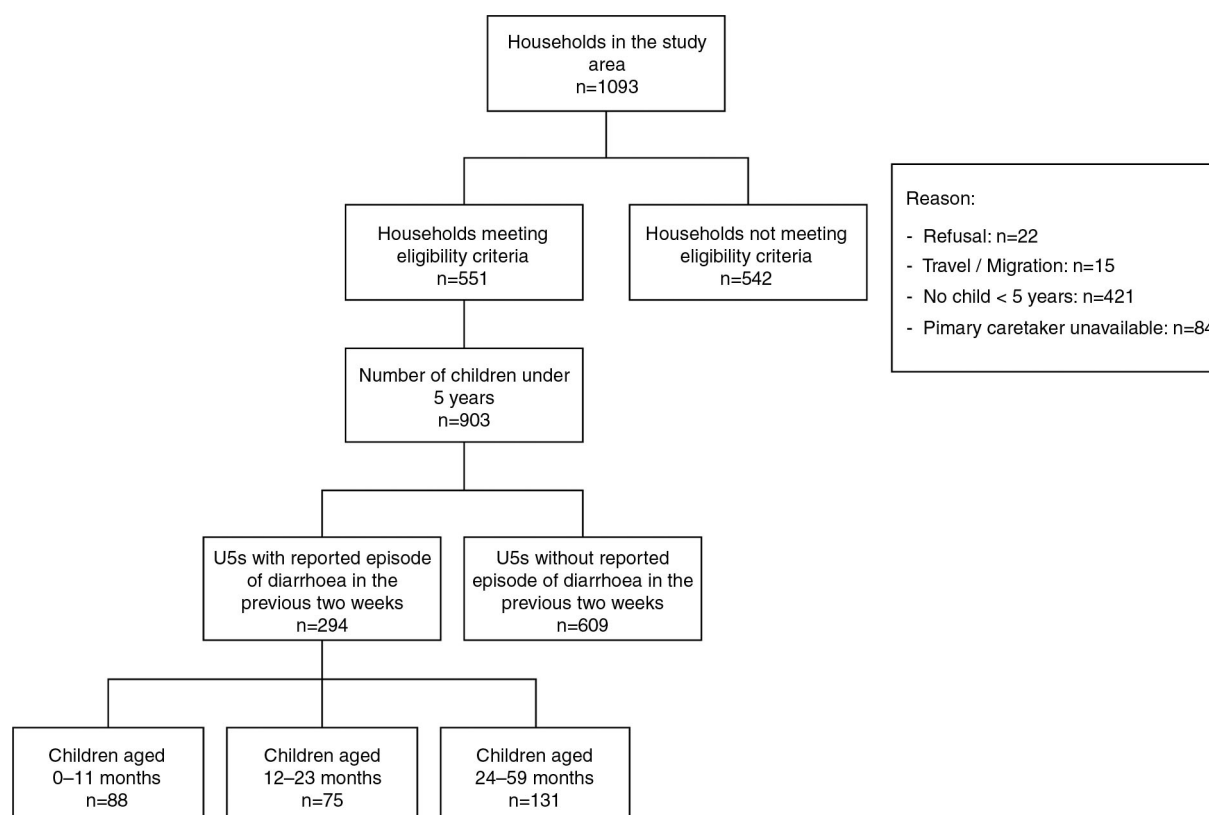 Households in the study
area
n=1093
Households meeting
eligibility criteria
n=551
Households not meeting
eligibility criteria
n=542
Reason:
- Refusal: n=22
- Travel / Migration: n=15
- No child < 5 years: n=421
- Pimary caretaker unavailable: n=84
Number of children under
5 years
n=903
U5s with reported episode
of diarrhoea in the
previous two weeks
n=294
U5s without reported
episode of diarrhoea in the
previous two weeks
n=609
Children aged
0–11 months
n=88
Children aged
12–23 months
n=75
Children aged
24–59 months
n=131